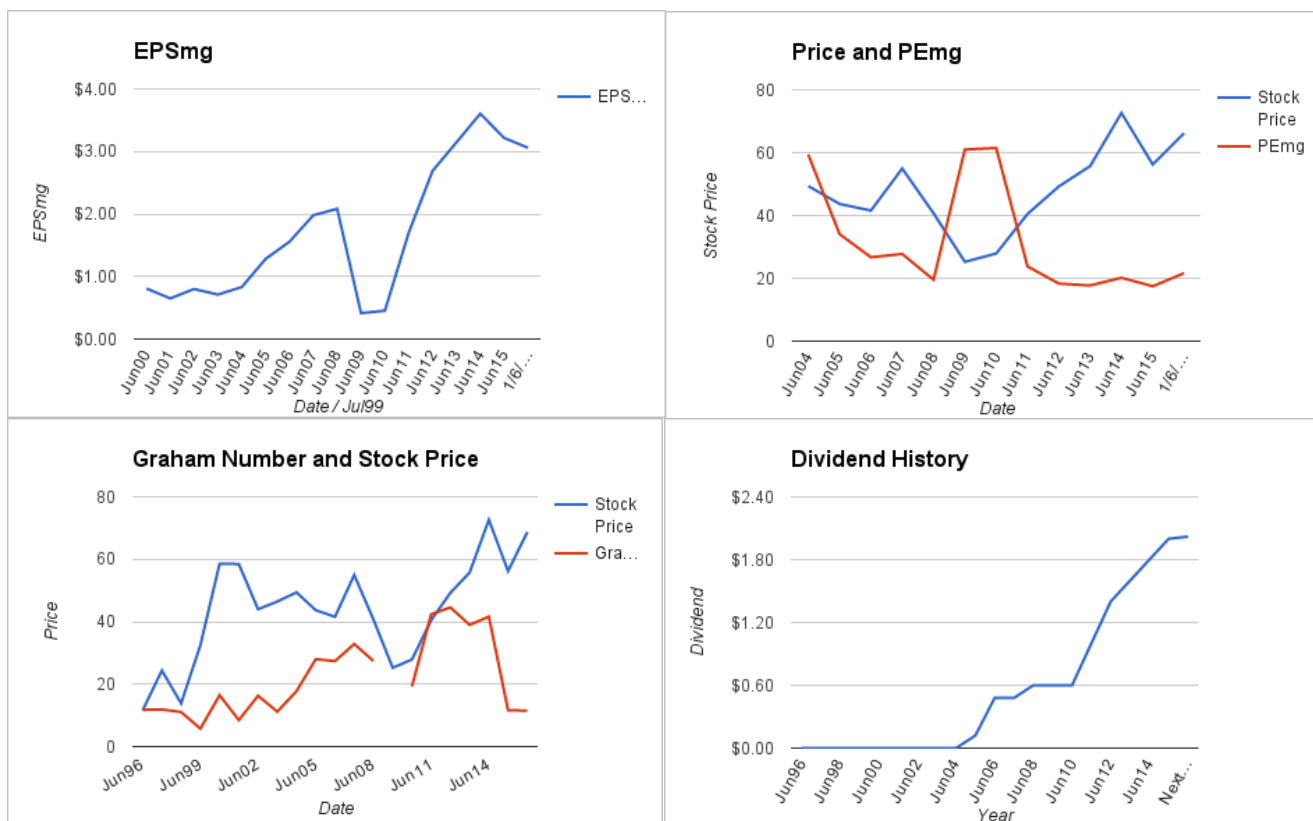 EPSmg
$4.00
$3.00
$2.00
$1.00
$0.00
EPSmg
EPS...
Jun00
Jun01
Jun02
Jun03
Jun04
Jun05
Jun06
Jun07
Jun08
Jun09
Jun10
Jun11
Jun12
Jun13
Jun14
Jun15
1/6/...
Date / Jul99
Price and PEmg
80
60
40
20
0
Stock Price
Stock
Price
PEmg
Jun04
Jun05
Jun06
Jun07
Jun08
Jun09
Jun10
Jun11
Jun12
Jun13
Jun14
Jun15
1/6/...
Date
Graham Number and Stock Price
80
60
40
20
0
Price
Stock
Price
Gra...
Jun96
Jun99
Jun02
Jun05
Jun08
Jun11
Jun14
Date
Dividend History
$2.40
$1.80
$1.20
$0.60
$0.00
Dividend
Jun96
Jun98
Jun00
Jun02
Jun04
Jun06
Jun08
Jun10
Jun12
Jun14
Next...
Year